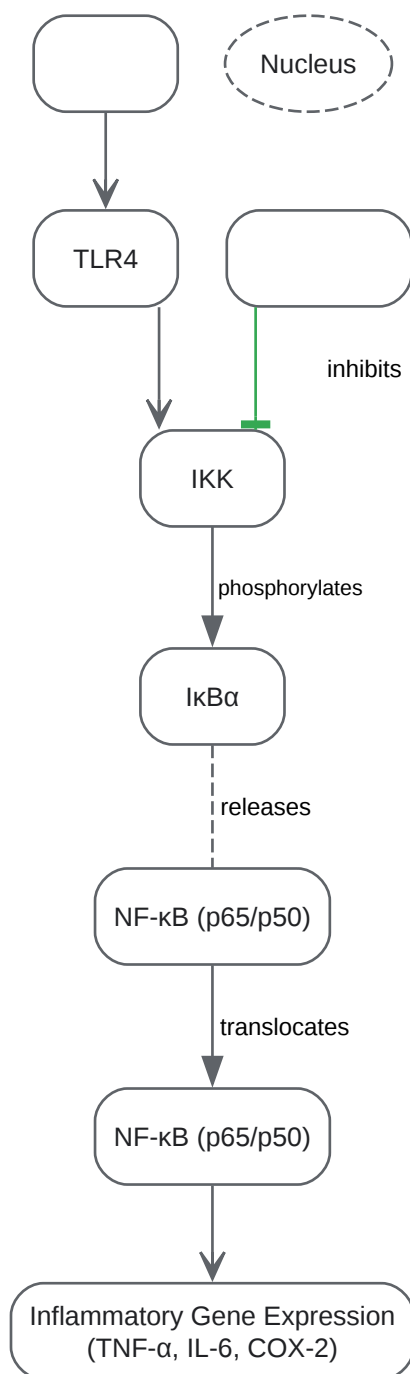 Nucleus
TLR4
inhibits
IKK
phosphorylates
IκBα
releases
NF-κB (p65/p50)
translocates
NF-κB (p65/p50)
Inflammatory Gene Expression
(TNF-α, IL-6, COX-2)